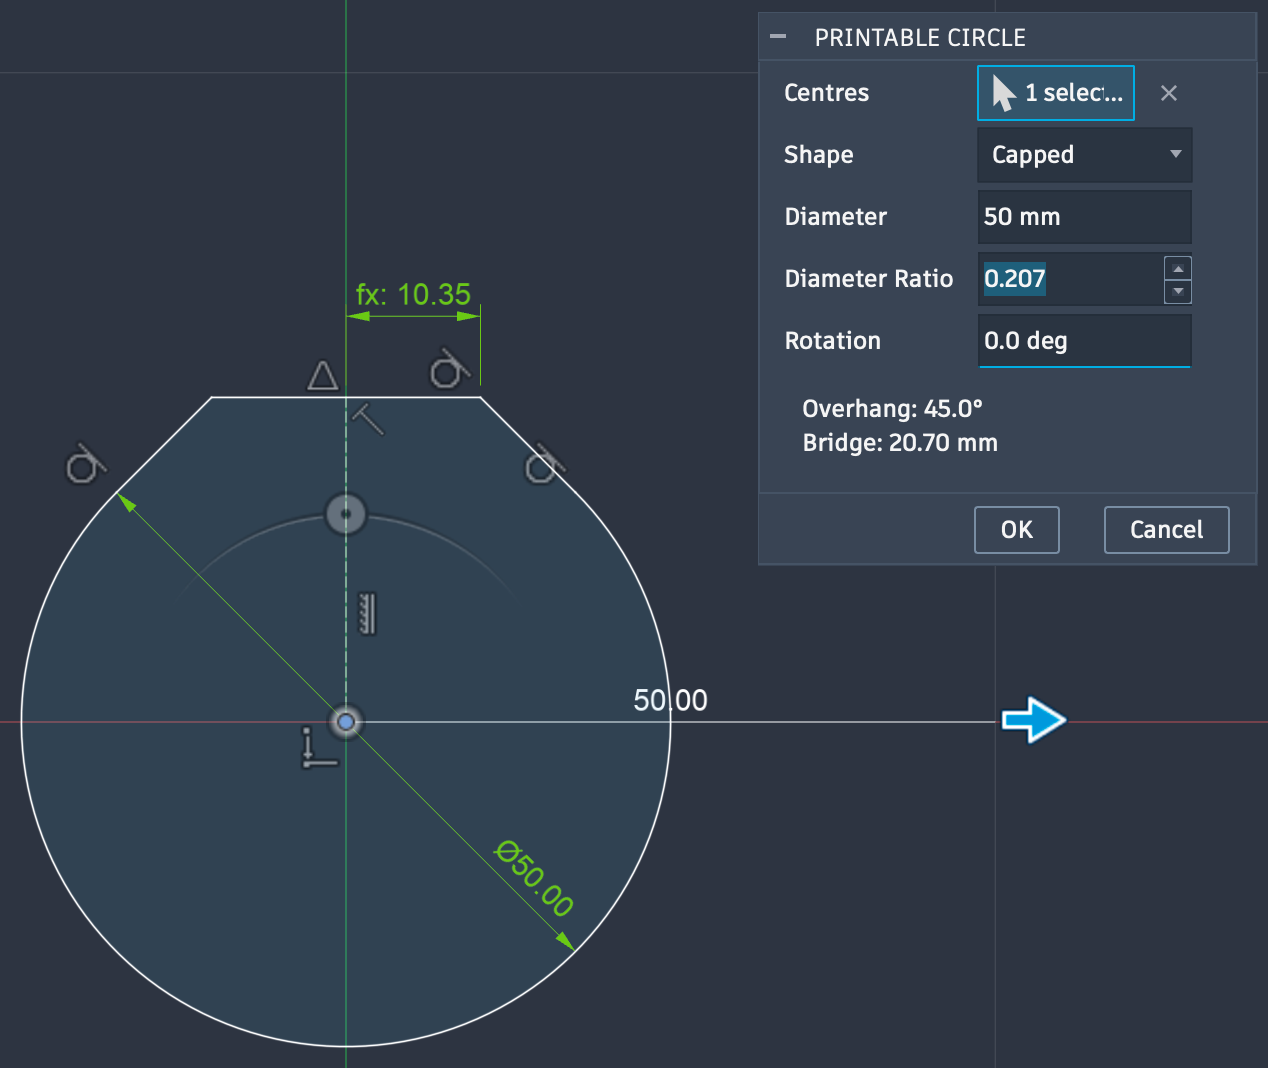 PRINTABLE CIRCLE
Centres 1 selec...
Shape Capped
Diameter 50 mm
Diameter Ratio 0.207
Rotation 0.0 deg
Overhang: 45.0°
Bridge: 20.70 mm
OK Cancel
fx: 10.35
50.00
Ø50.00